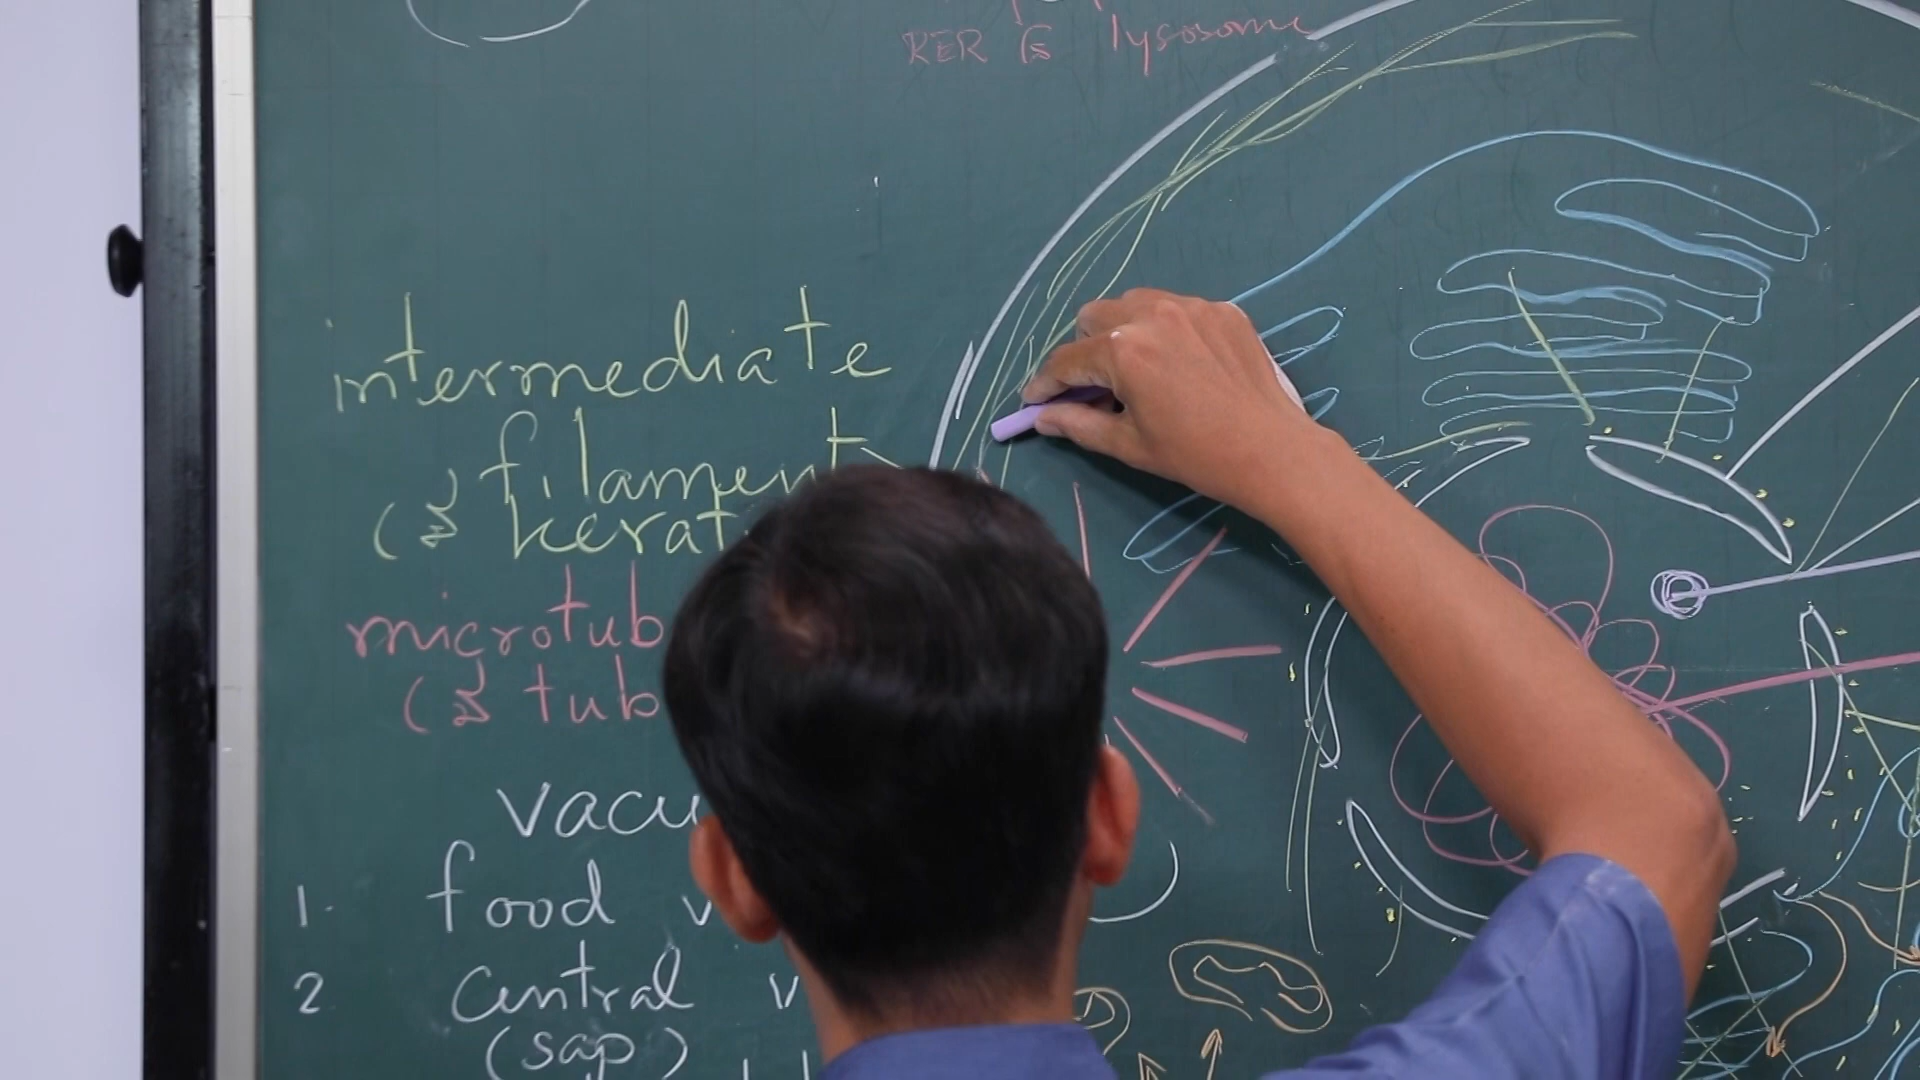 RER lysosome
intermediate
filament
( kerat
microtub
( tub
vacu
1. food v
2 central v
(sap)